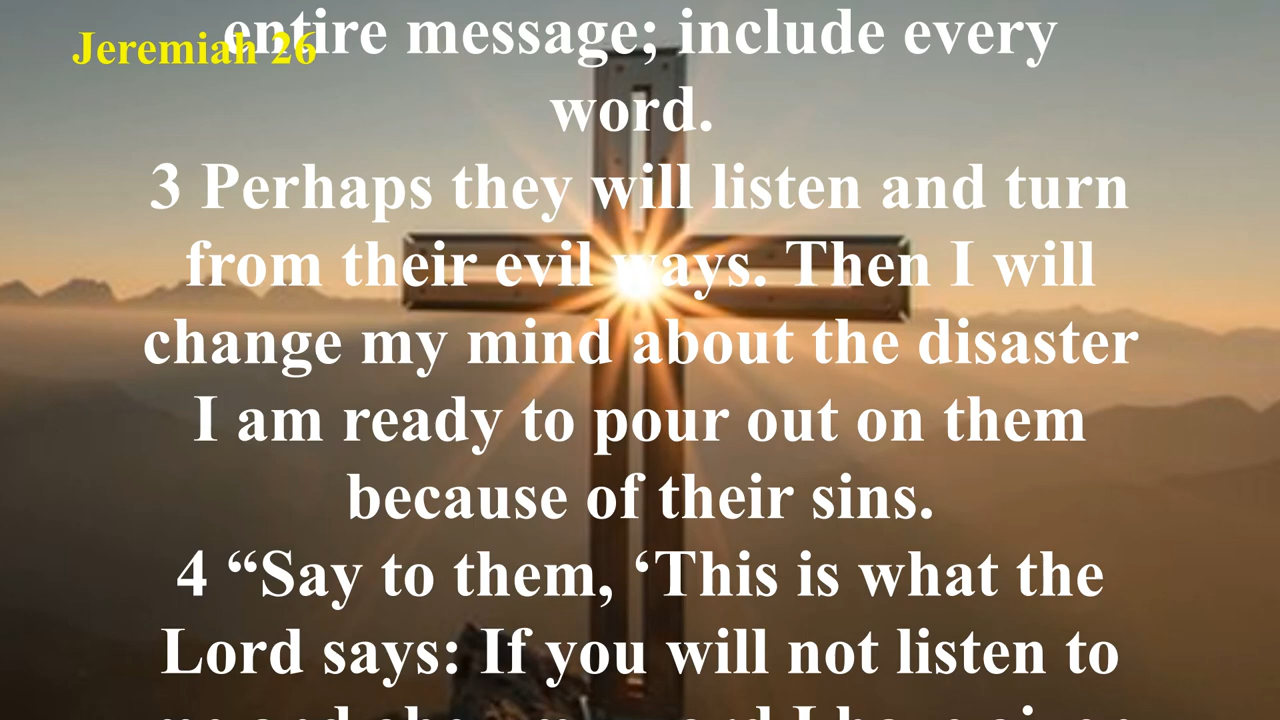 Jeremiah 26
entire message; include every
word.
3 Perhaps they will listen and turn
from their evil ways. Then I will
change my mind about the disaster
I am ready to pour out on them
because of their sins.
4 “Say to them, ‘This is what the
Lord says: If you will not listen to